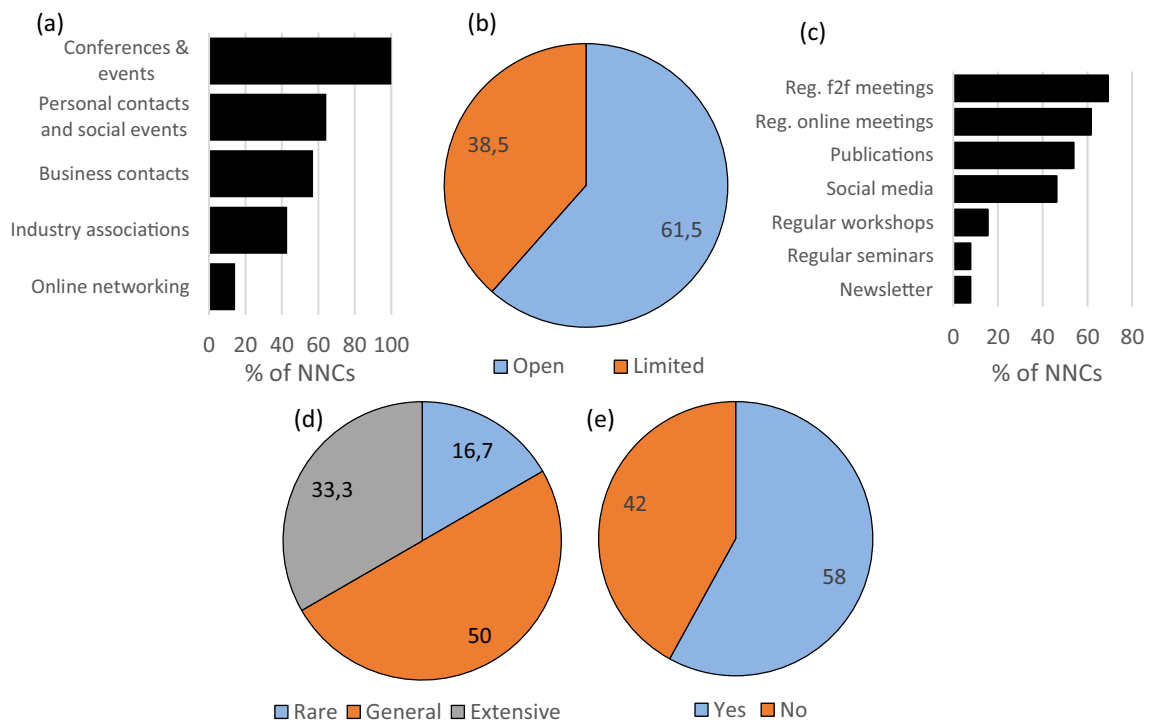 (a)
Conferences &
events
Personal contacts
and social events
Business contacts
Industry associations
Online networking
0 20 40 60 80 100
% of NNCs
(b)
38,5
61,5
Open Limited
(c)
Reg. f2f meetings
Reg. online meetings
Publications
Social media
Regular workshops
Regular seminars
Newsletter
0 20 40 60 80
% of NNCs
(d)
16,7
33,3
50
Rare General Extensive
(e)
42
58
Yes No